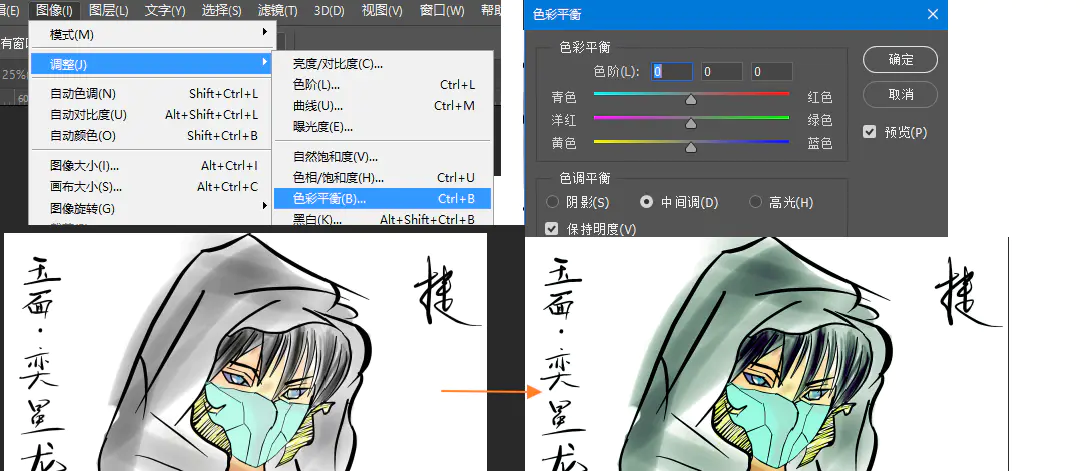 辑(E) 图像(I) 图层(L) 文字(Y) 选择(S) 滤镜(T) 3D(D) 视图(V) 窗口(W) 帮助
模式(M)
有窗
调整(J)
25%
60
自动色调(N) Shift+Ctrl+L
自动对比度(U) Alt+Shift+Ctrl+L
自动颜色(O) Shift+Ctrl+B
图像大小(I)... Alt+Ctrl+I
画布大小(S)... Alt+Ctrl+C
图像旋转(G)
亮度/对比度(C)...
色阶(L)... Ctrl+L
曲线(U)... Ctrl+M
曝光度(E)...
自然饱和度(V)...
色相/饱和度(H)... Ctrl+U
色彩平衡(B)... Ctrl+B
黑白(K)... Alt+Shift+Ctrl+B
色彩平衡
色彩平衡
色阶(L): 0 0 0
青色 红色
洋红 绿色
黄色 蓝色
确定
取消
预览(P)
色调平衡
阴影(S) 中间调(D) 高光(H)
保持明度(V)
五面·奕星龙
捷
五面·奕星龙
捷